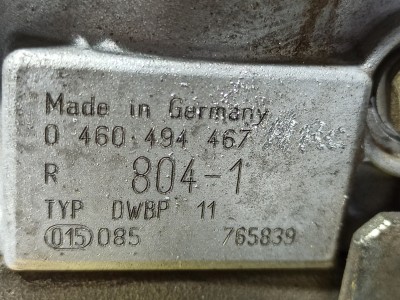 Made in Germany
0 460 494 467
R 804-1
TYP DWBP 11
015 085 765839